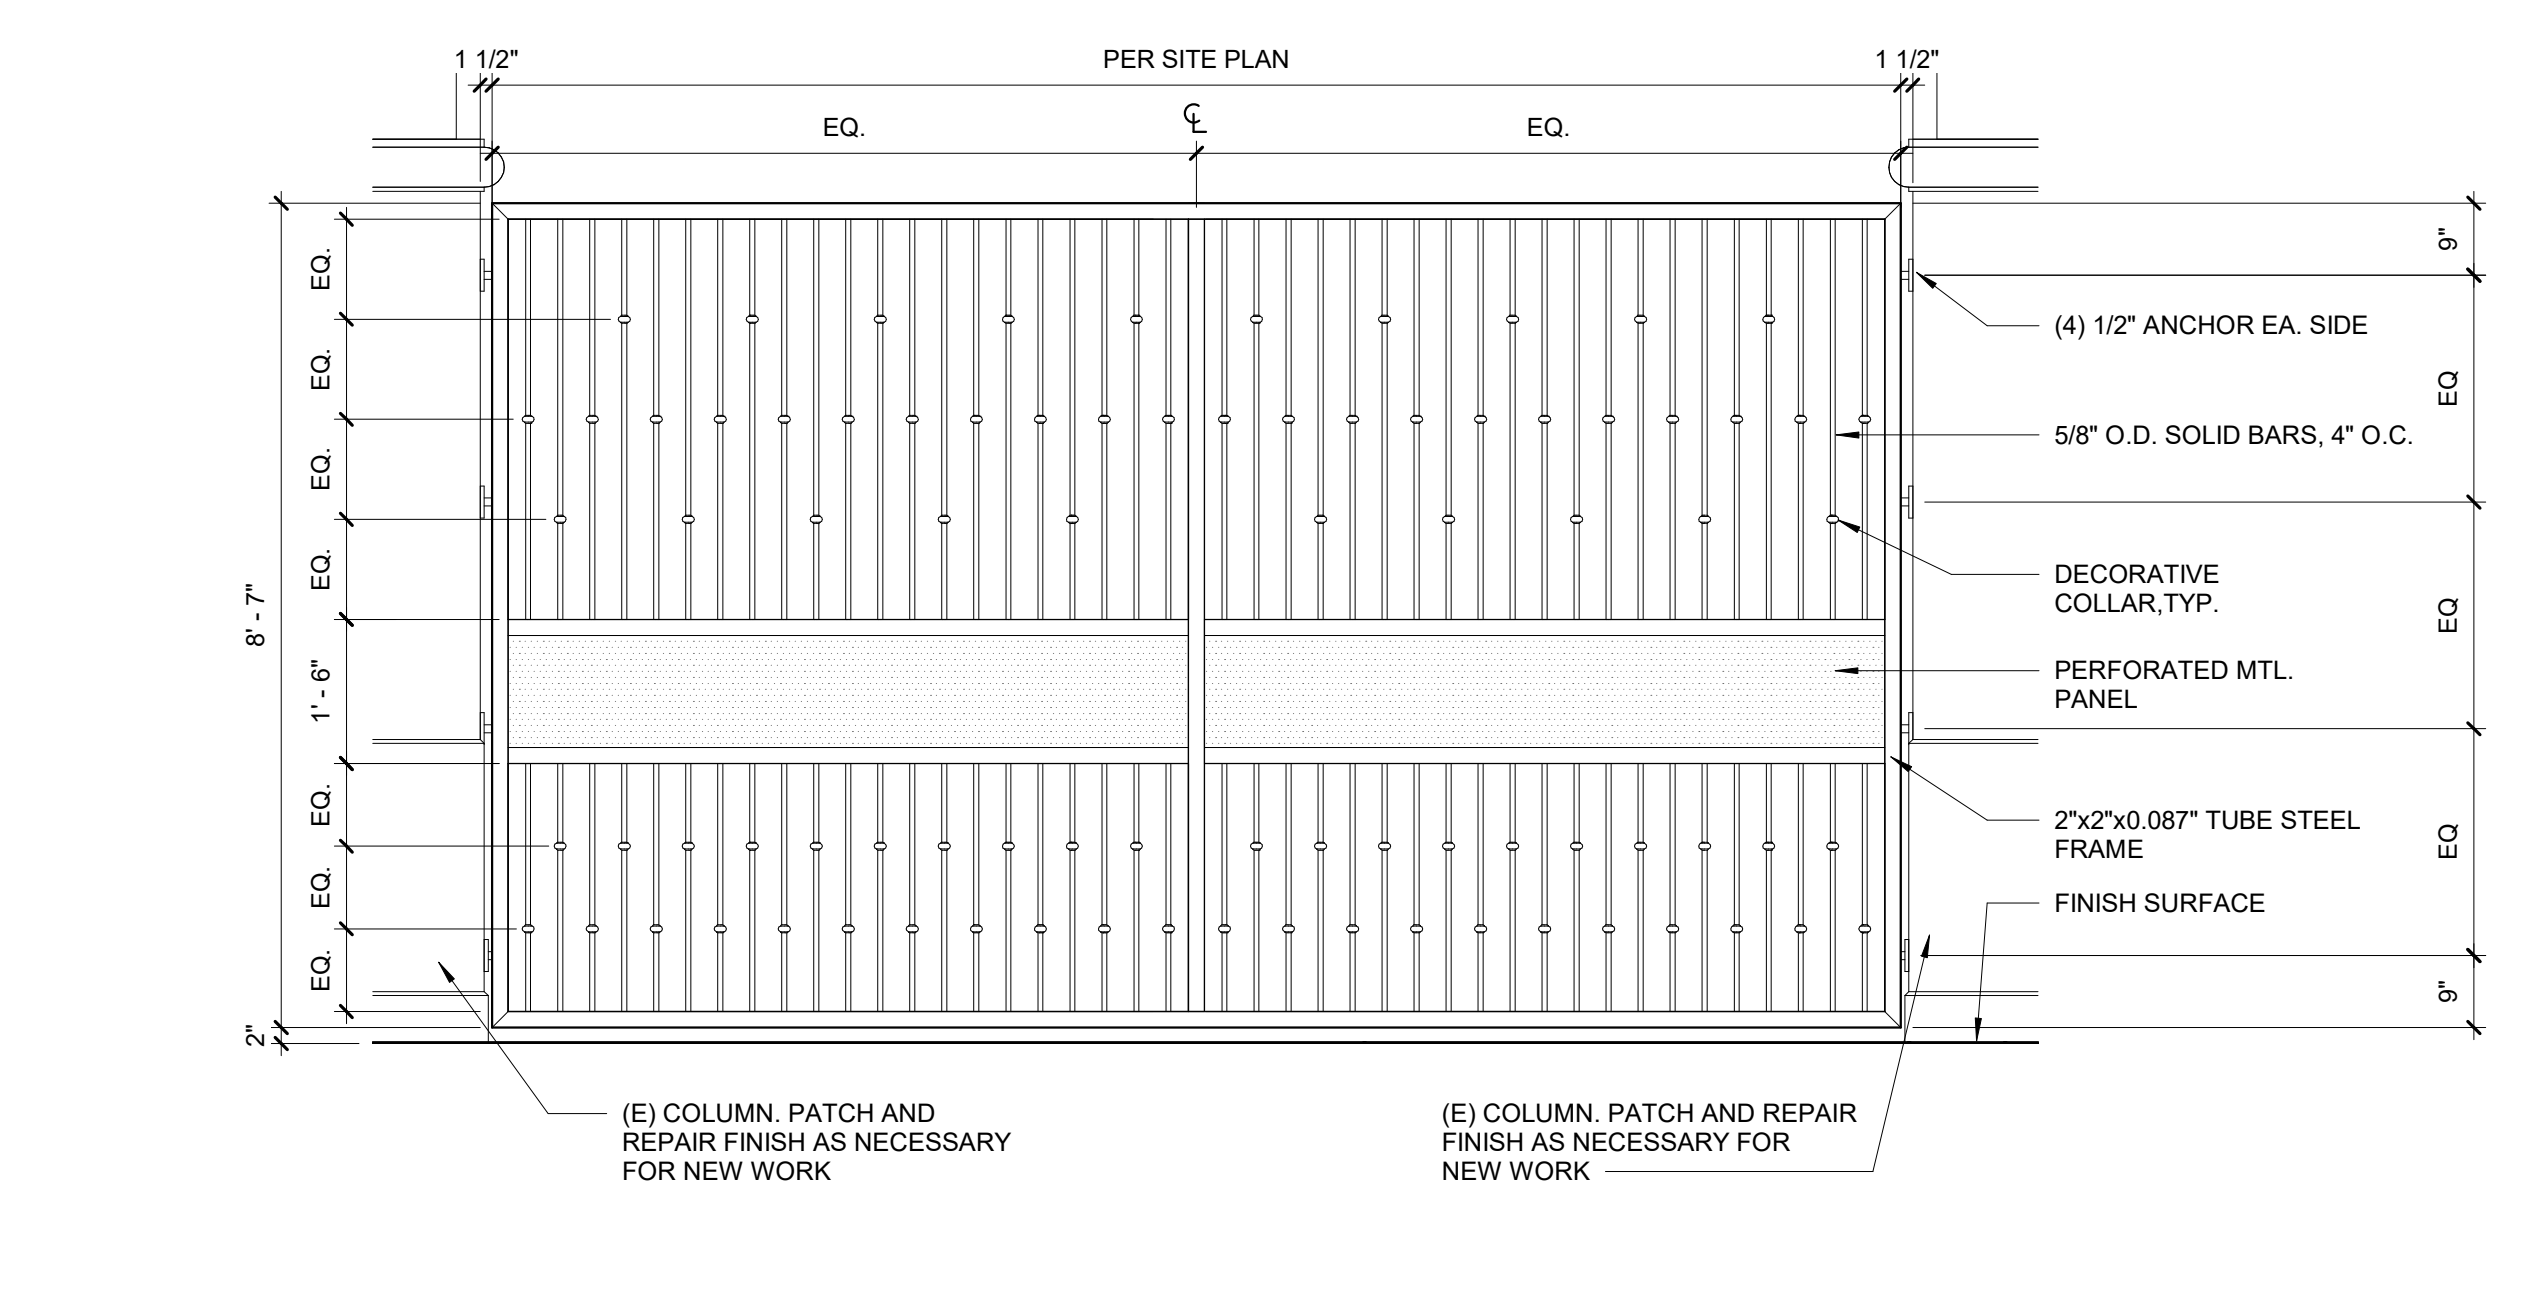 1 1/2"
PER SITE PLAN
1 1/2"
EQ.
℄
EQ.
EQ.
EQ.
EQ.
EQ.
8' - 7"
1' - 6"
EQ.
EQ.
EQ.
2"
9"
(4) 1/2" ANCHOR EA. SIDE
EQ
5/8" O.D. SOLID BARS, 4" O.C.
DECORATIVE
COLLAR,TYP.
EQ
PERFORATED MTL.
PANEL
2"x2"x0.087" TUBE STEEL
FRAME
EQ
FINISH SURFACE
9"
(E) COLUMN. PATCH AND
REPAIR FINISH AS NECESSARY
FOR NEW WORK
(E) COLUMN. PATCH AND REPAIR
FINISH AS NECESSARY FOR
NEW WORK